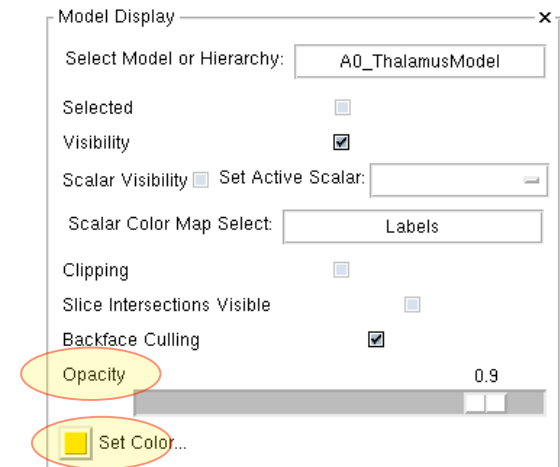 Model Display
Select Model or Hierarchy: A0_ThalamusModel
Selected
Visibility
Scalar Visibility Set Active Scalar:
Scalar Color Map Select: Labels
Clipping
Slice Intersections Visible
Backface Culling
Opacity 0.9
Set Color...